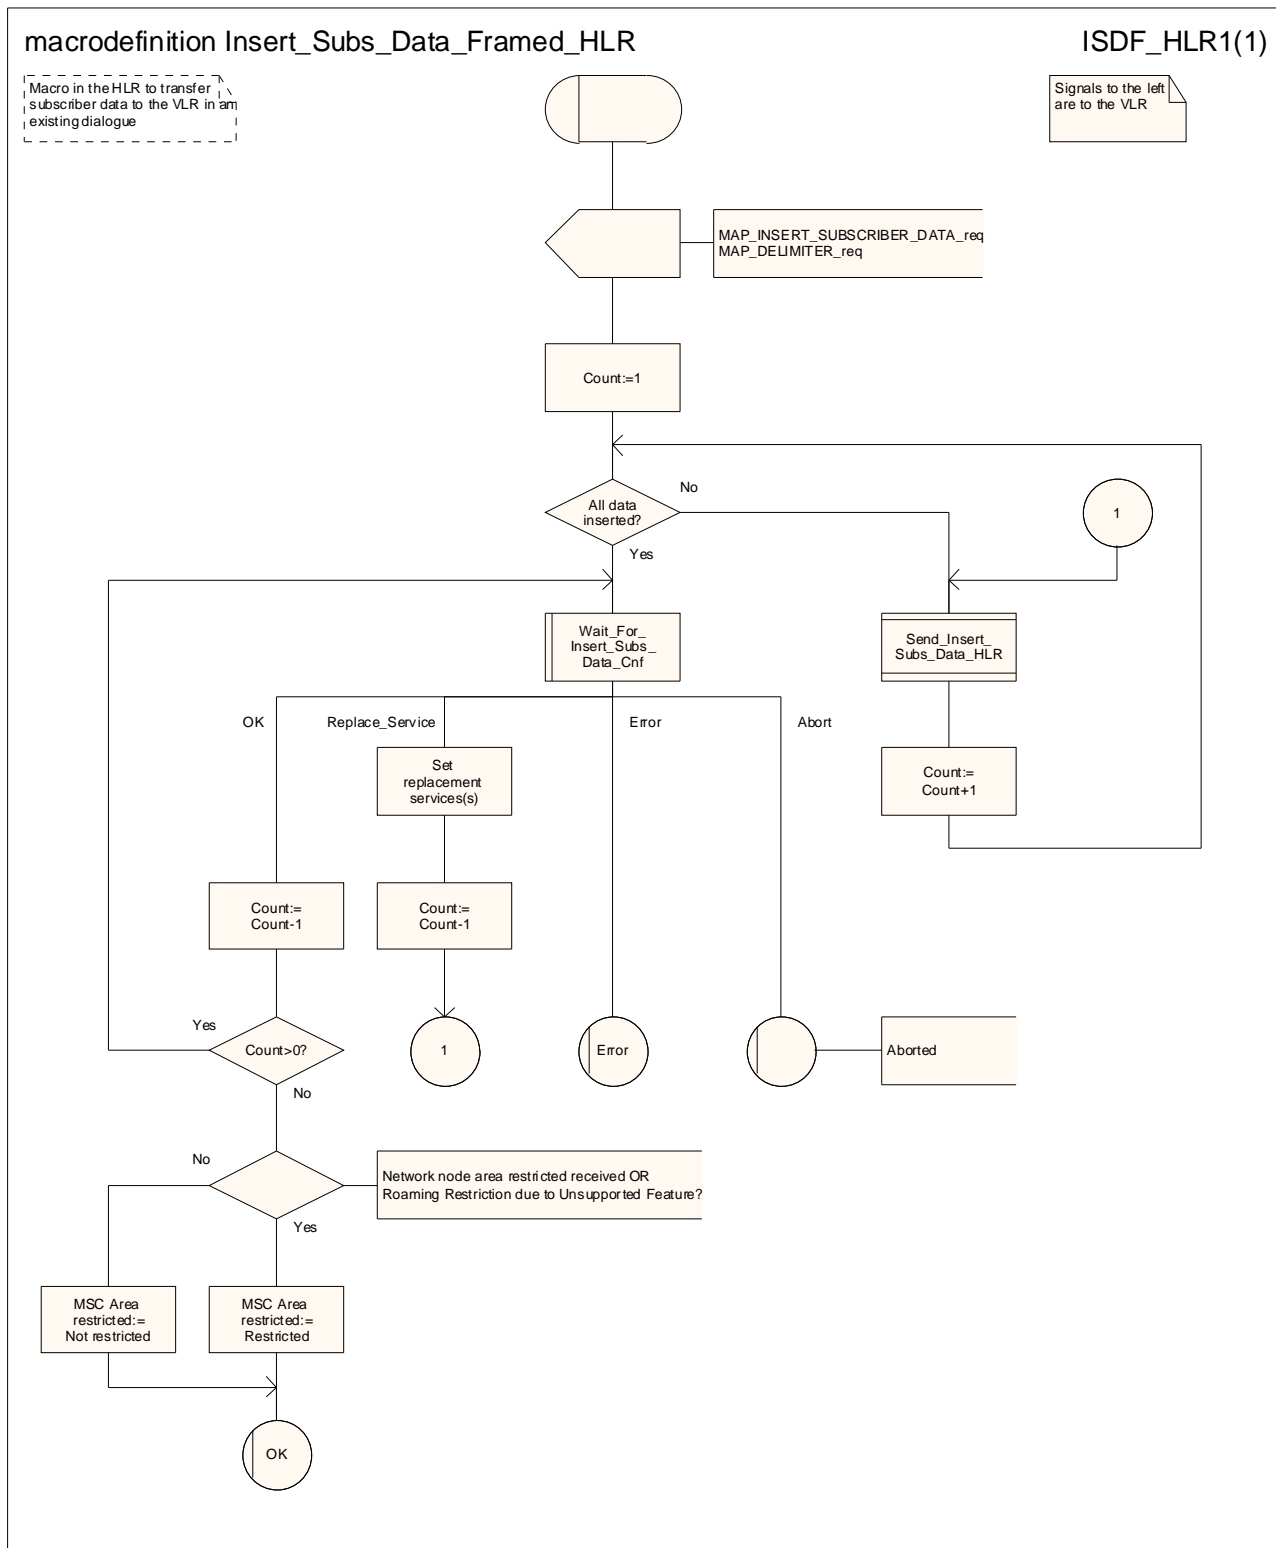 macrodefinition Insert_Subs_Data_Framed_HLR
ISDF_HLR1(1)
Macro in the HLR to transfer
subscriber data to the VLR in an
existing dialogue
Signals to the left
are to the VLR
MAP_INSERT_SUBSCRIBER_DATA_req
MAP_DELIMITER_req
Count:=1
No
All data
inserted?
1
Yes
Wait_For_
Insert_Subs_
Data_Cnf
Send_Insert_
Subs_Data_HLR
OK
Replace_Service
Error
Abort
Set
replacement
services(s)
Count:=
Count+1
Count:=
Count-1
Count:=
Count-1
Yes
Count>0?
1
Error
Aborted
No
No
Network node area restricted received OR
Roaming Restriction due to Unsupported Feature?
Yes
MSC Area
restricted:=
Not restricted
MSC Area
restricted:=
Restricted
OK